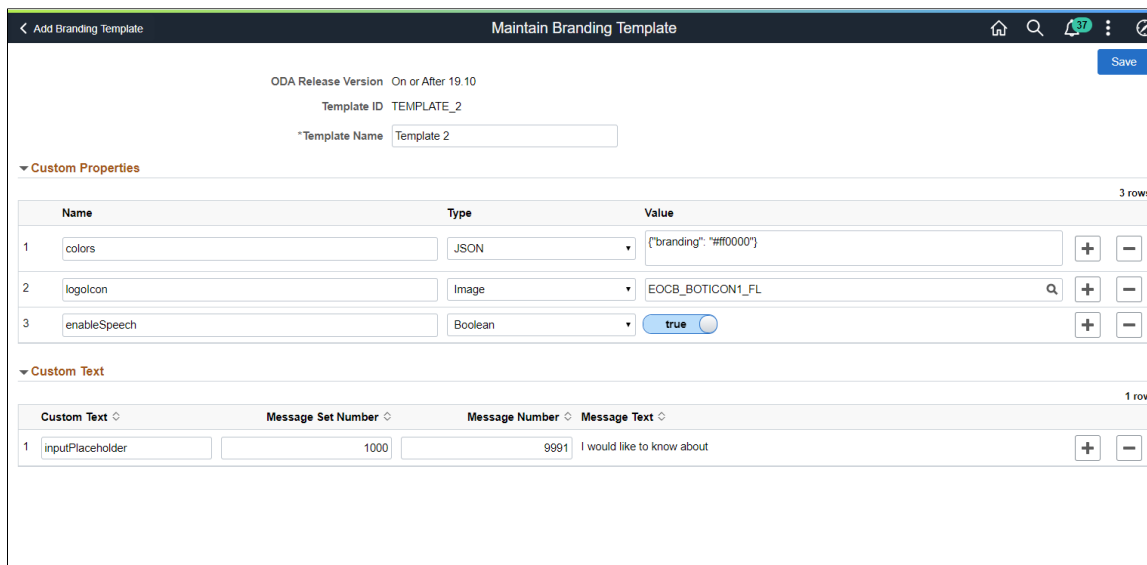 Add Branding Template
Maintain Branding Template
37
Save
ODA Release Version On or After 19.10
Template ID TEMPLATE_2
*Template Name Template 2
Custom Properties
3 rows
Name Type Value
1 colors JSON {"branding": "#ff0000"}
2 logoIcon Image EOCB_BOTICON1_FL
3 enableSpeech Boolean true
Custom Text
1 row
Custom Text Message Set Number Message Number Message Text
1 inputPlaceholder 1000 9991 I would like to know about